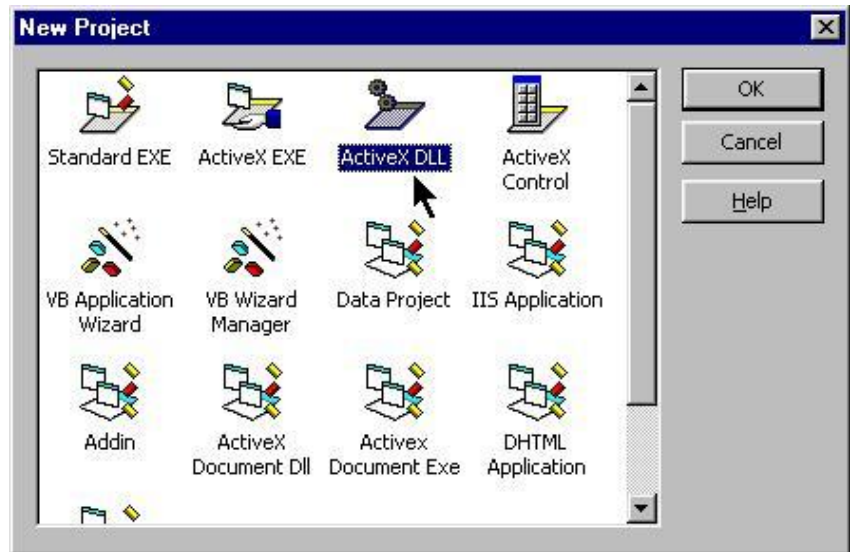 New Project
Standard EXE
ActiveX EXE
ActiveX DLL
ActiveX
Control
VB Application
Wizard
VB Wizard
Manager
Data Project
IIS Application
Addin
ActiveX
Document Dll
Activex
Document Exe
DHTML
Application
OK
Cancel
Help